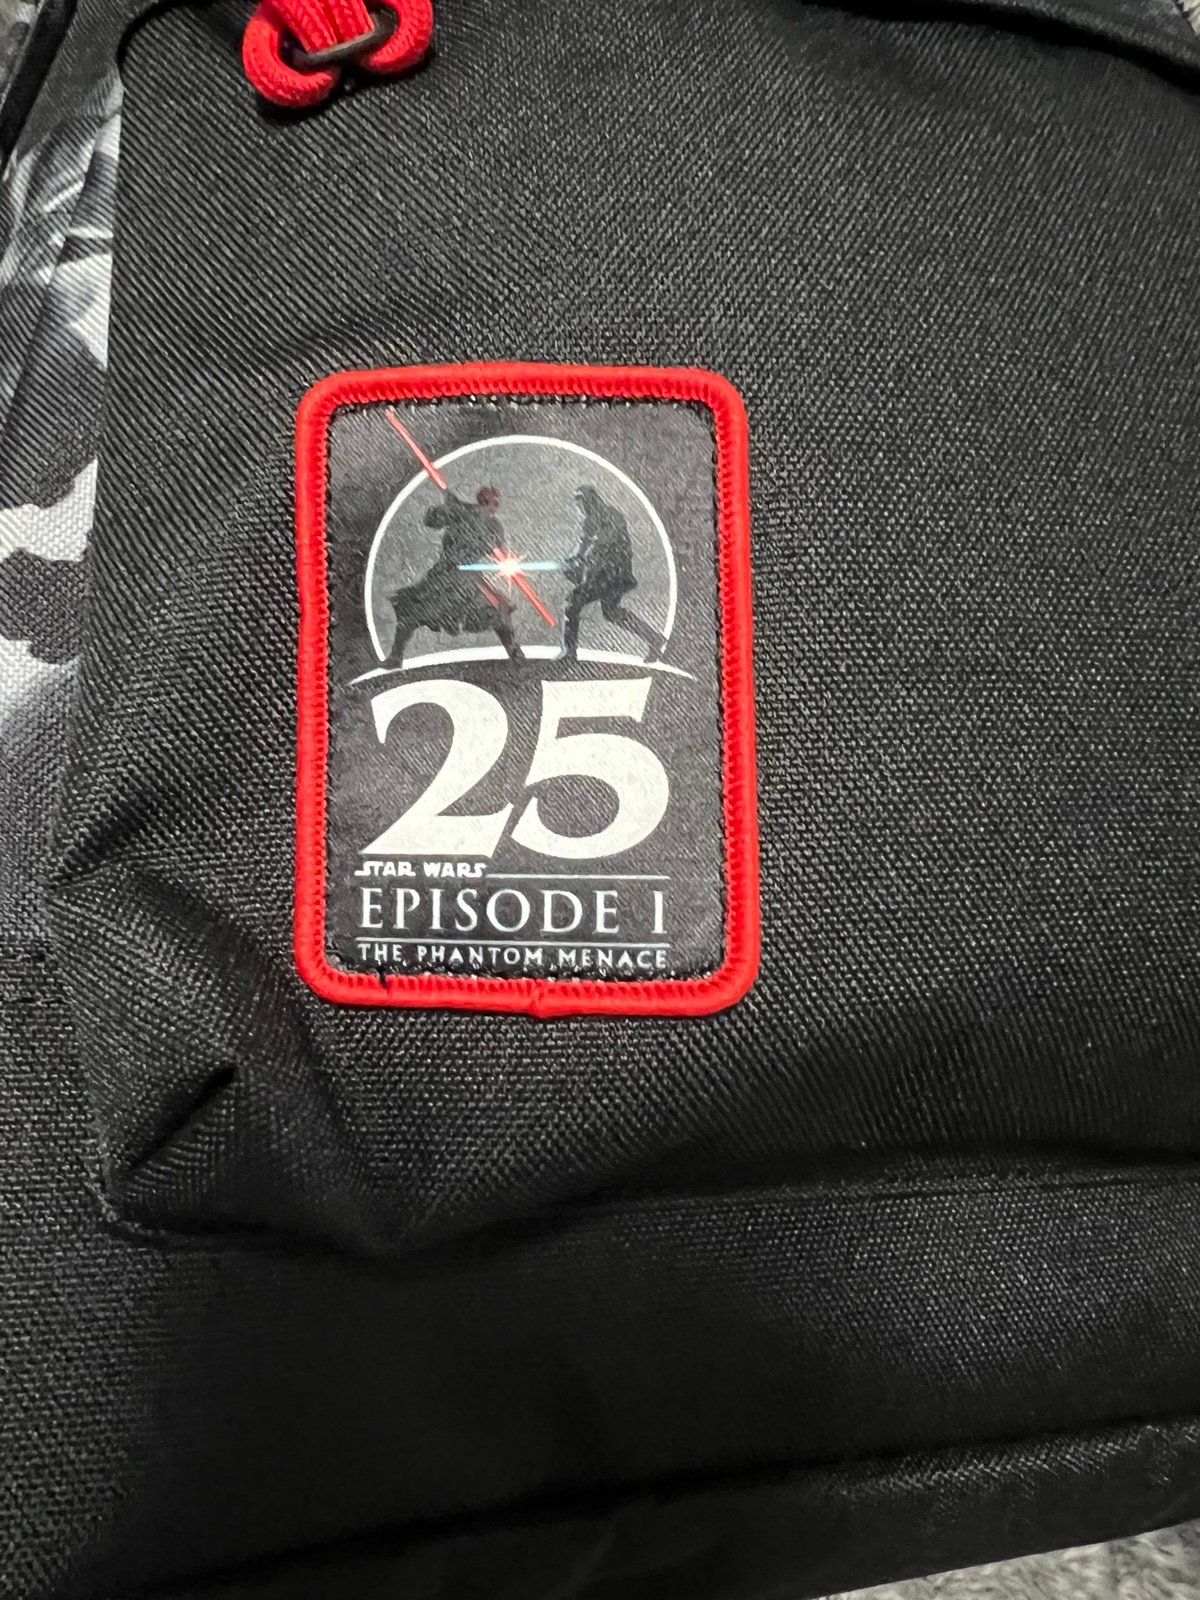 25
STAR WARS
EPISODE I
THE PHANTOM MENACE